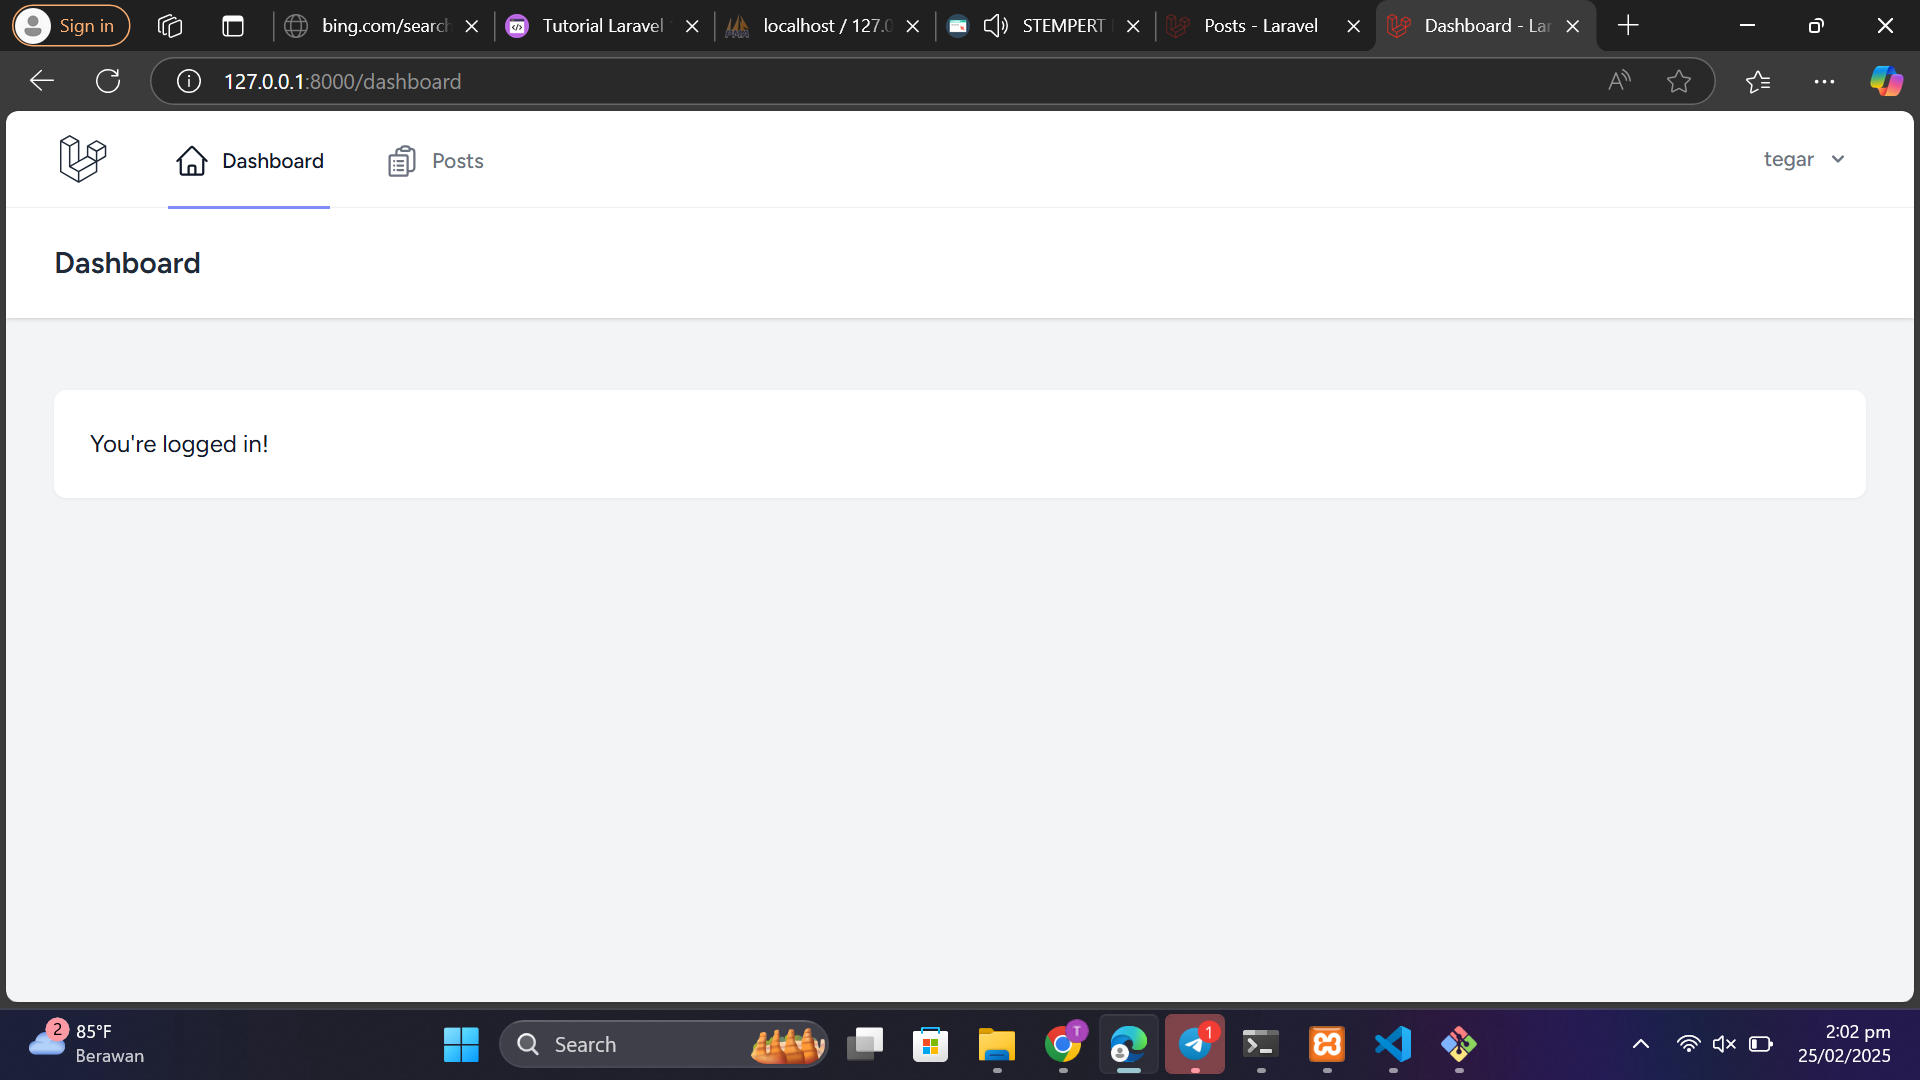 Sign in
bing.com/search
Tutorial Laravel
localhost / 127.0
STEMPERT
Posts - Laravel
Dashboard - Lar
127.0.0.1:8000/dashboard
Dashboard
Posts
tegar
Dashboard
You're logged in!
2
85°F
Berawan
Search
T
1
2:02 pm
25/02/2025